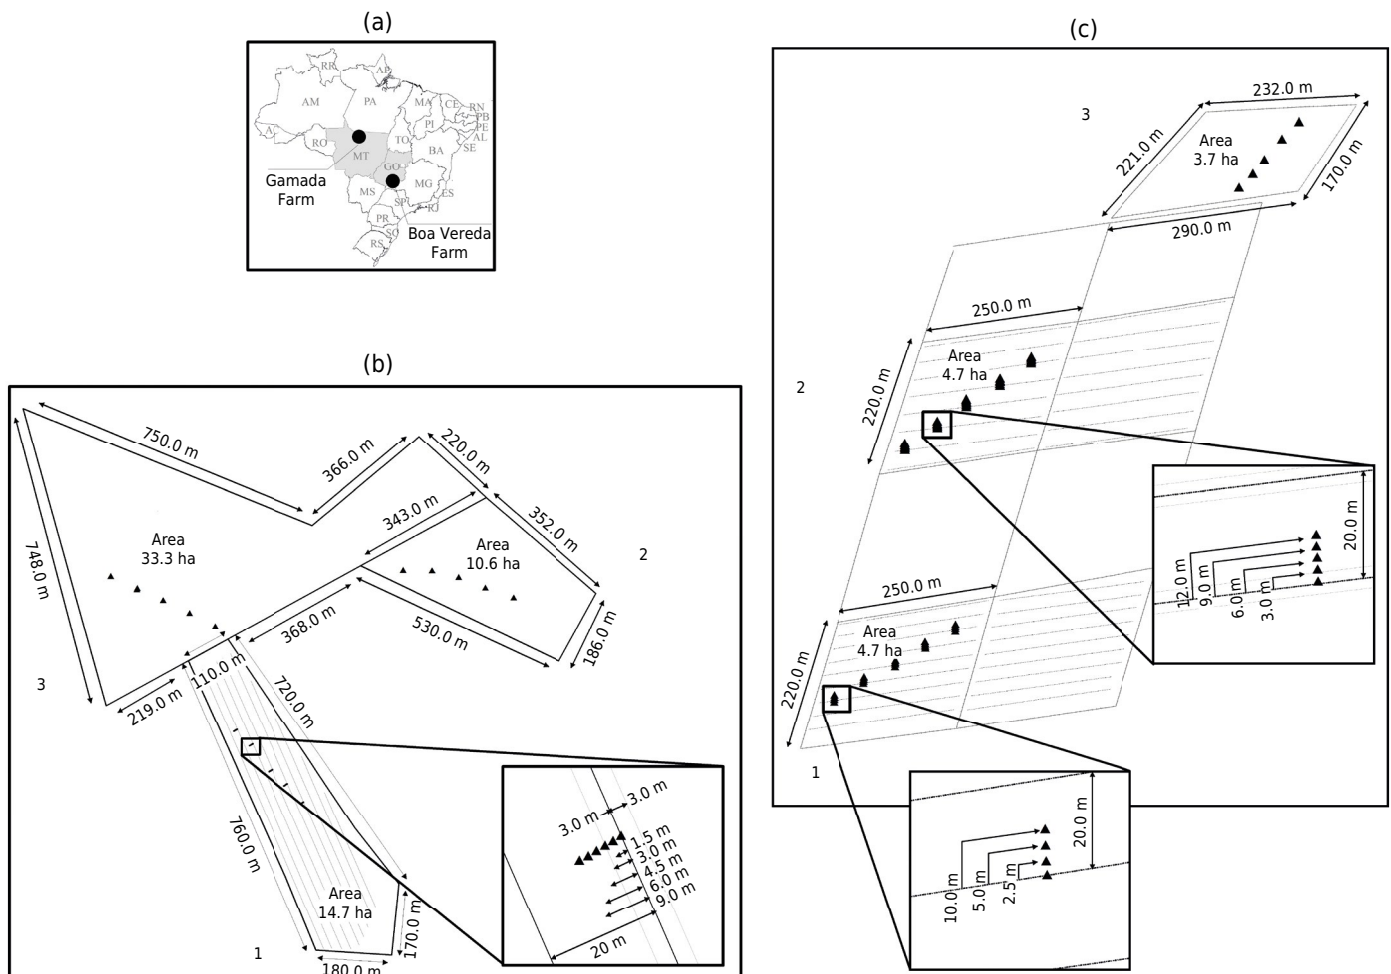 (a)
RR
AP
AM
PA
MA
CE
RN
PB
PE
AL
SE
PI
A
RO
TO
BA
MT
GO
MG
ES
MS
SP
RJ
PR
SC
RS
Gamada
Farm
Boa Vereda
Farm
(b)
750.0 m
366.0 m
220.0 m
343.0 m
352.0 m
748.0 m
Area
33.3 ha
Area
10.6 ha
2
368.0 m
530.0 m
186.0 m
3
219.0 m
110.0 m
720.0 m
760.0 m
Area
14.7 ha
170.0 m
180.0 m
1
3.0 m
3.0 m
1.5 m
3.0 m
4.5 m
6.0 m
9.0 m
20 m
(c)
3
232.0 m
221.0 m
Area
3.7 ha
170.0 m
290.0 m
250.0 m
Area
4.7 ha
220.0 m
2
20.0 m
12.0 m
9.0 m
6.0 m
3.0 m
250.0 m
Area
4.7 ha
220.0 m
1
20.0 m
10.0 m
5.0 m
2.5 m